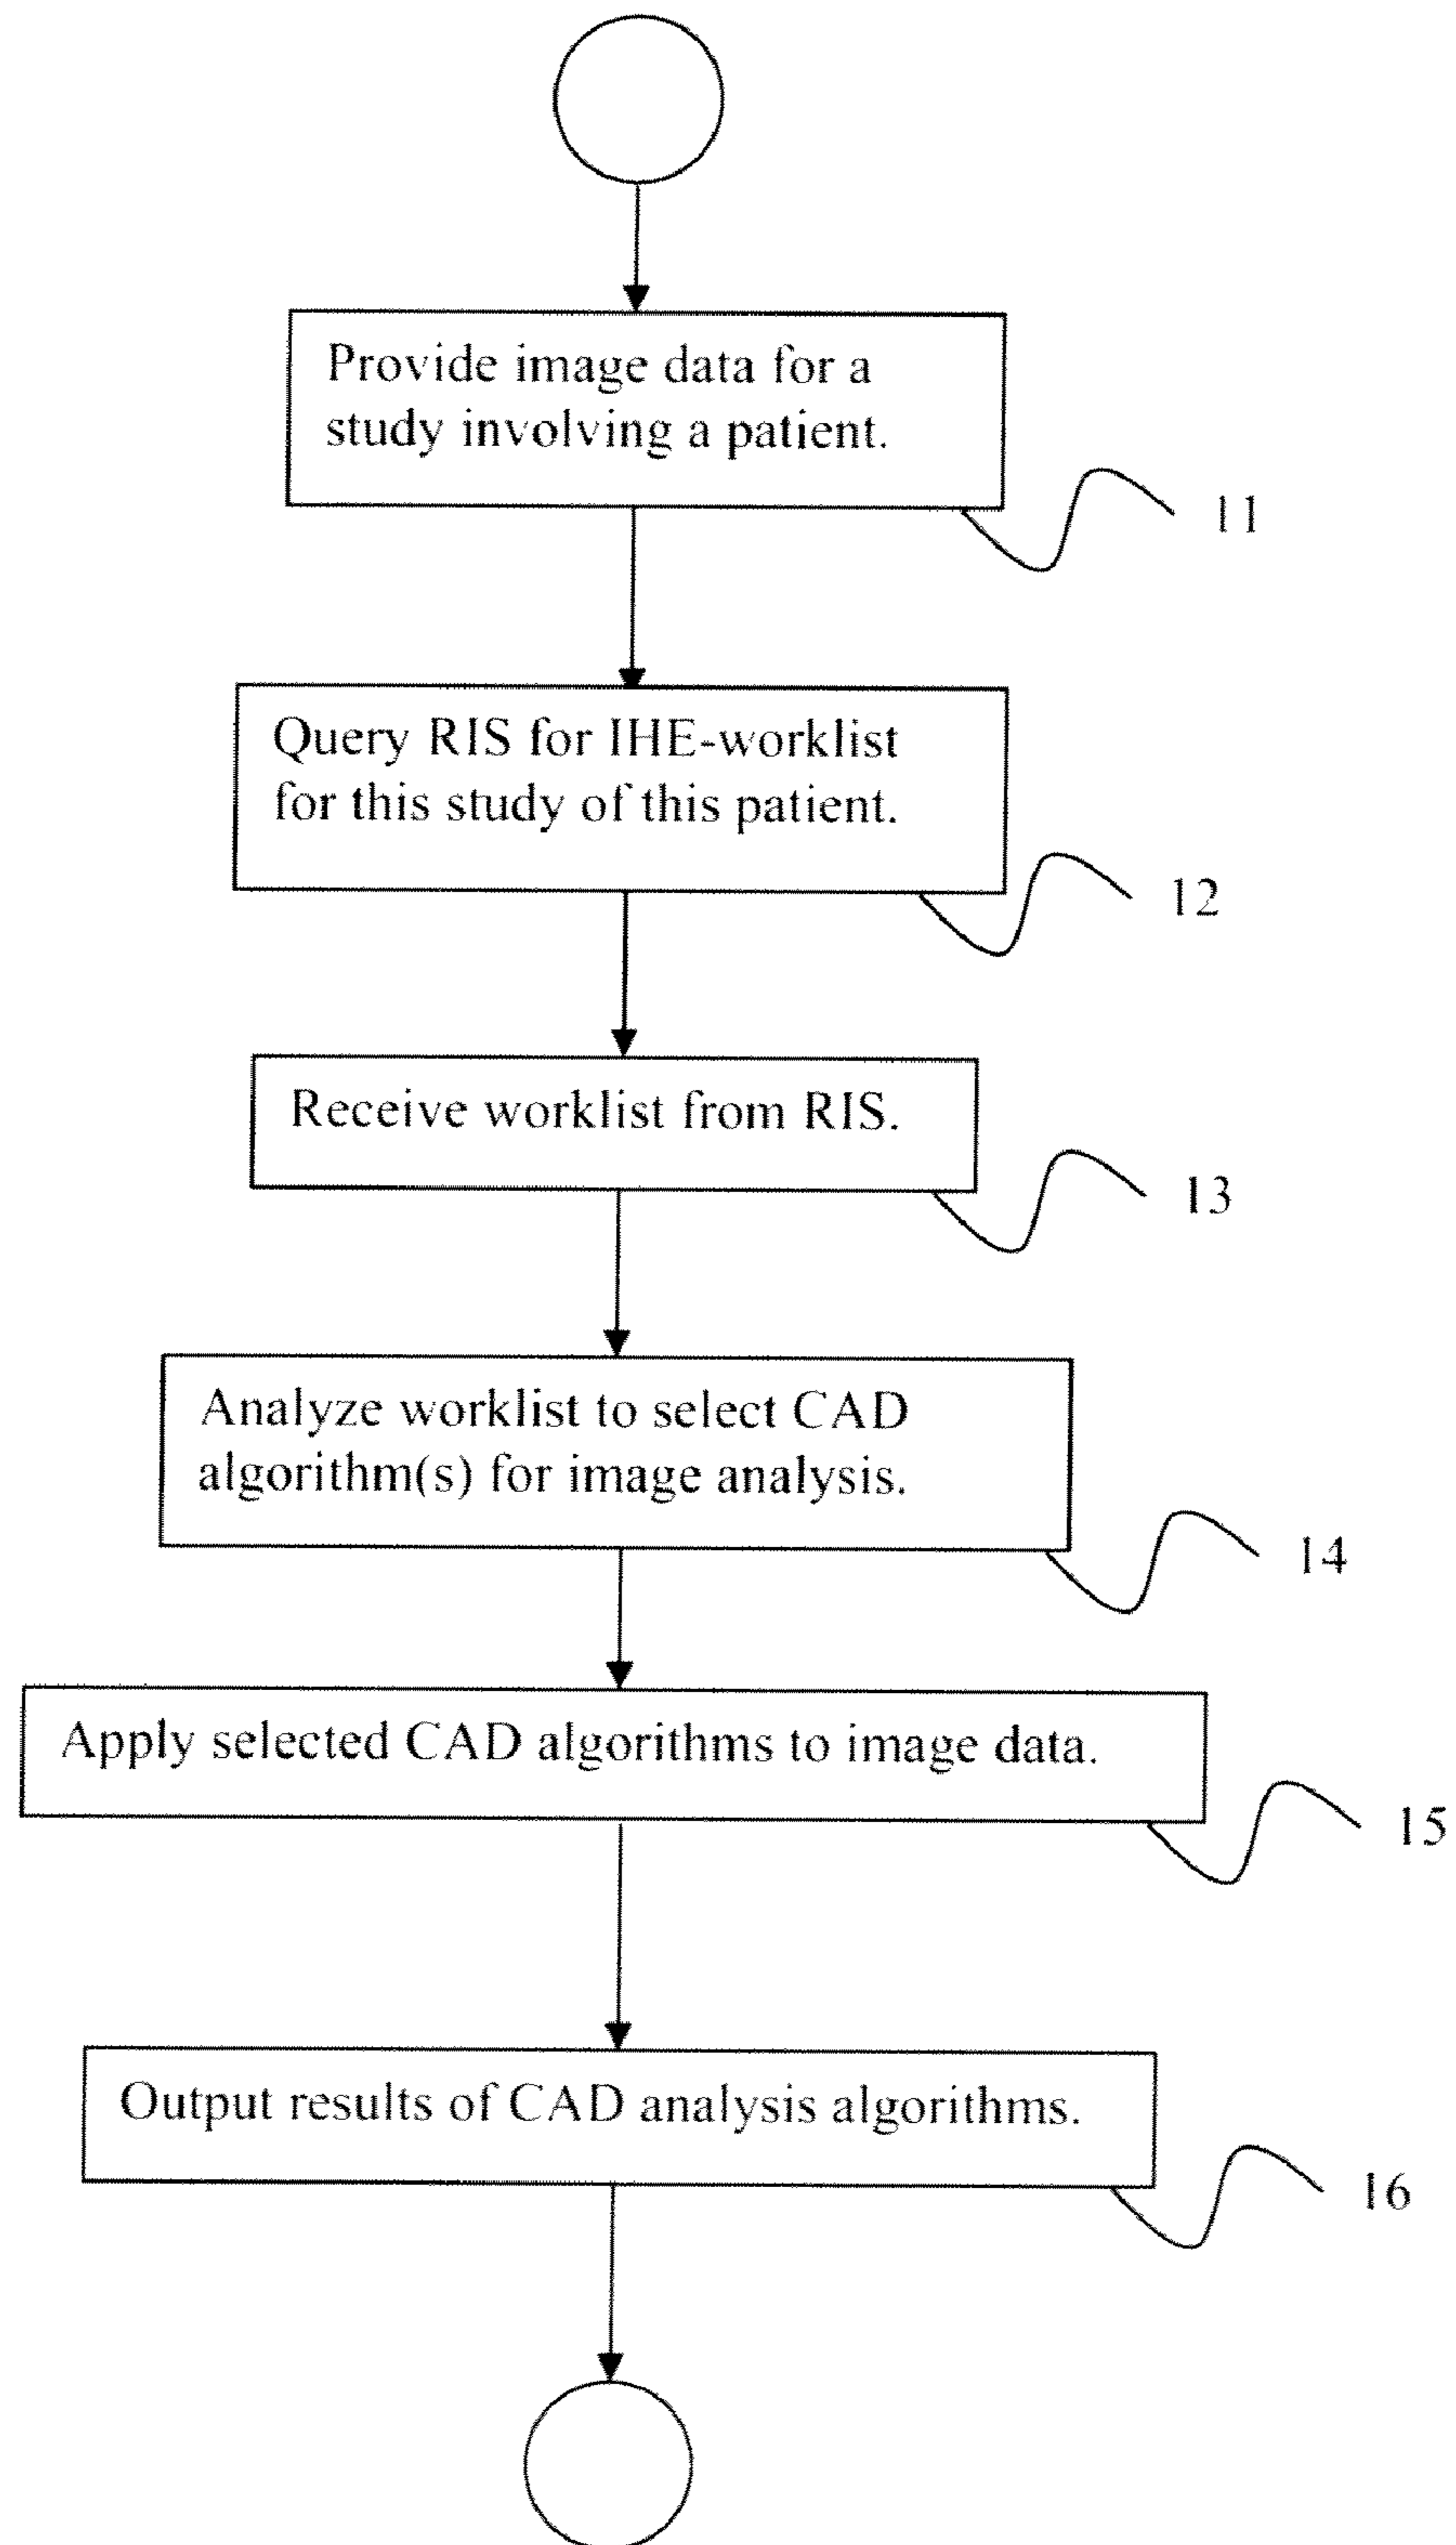 Provide image data for a
study involving a patient.
11
Query RIS for IHE-worklist
for this study of this patient.
12
Receive worklist from RIS.
13
Analyze worklist to select CAD
algorithm(s) for image analysis.
14
Apply selected CAD algorithms to image data.
15
Output results of CAD analysis algorithms.
16